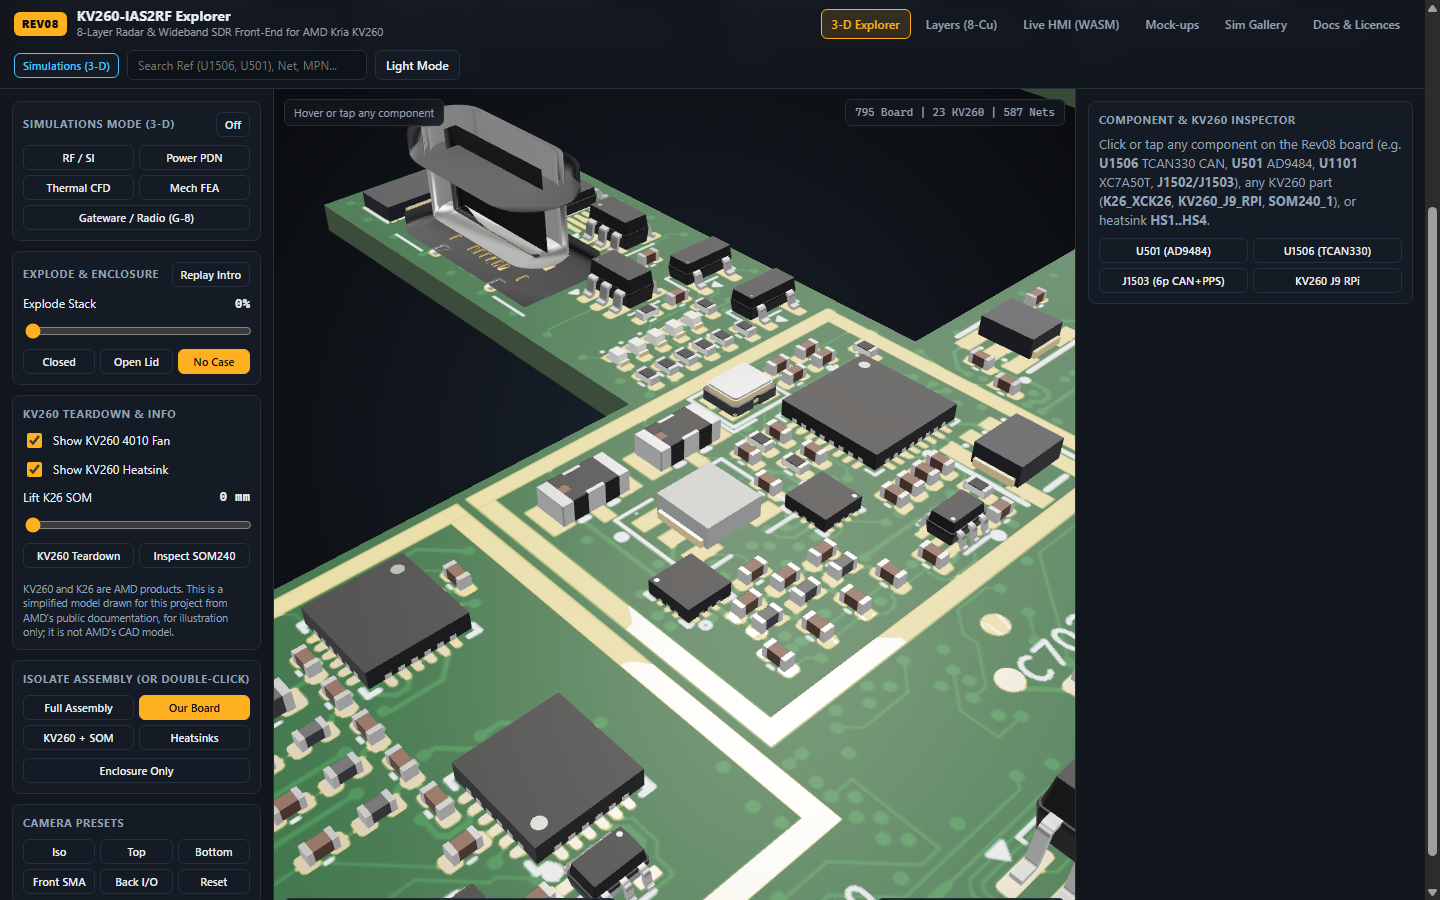 REV08
KV260-IAS2RF Explorer
8-Layer Radar & Wideband SDR Front-End for AMD Kria KV260
3-D Explorer
Layers (8-Cu)
Live HMI (WASM)
Mock-ups
Sim Gallery
Docs & Licences
Simulations (3-D)
Search Ref (U1506, U501), Net, MPN...
Light Mode
SIMULATIONS MODE (3-D)
Off
RF / SI
Power PDN
Thermal CFD
Mech FEA
Gateware / Radio (G-8)
EXPLODE & ENCLOSURE
Replay Intro
Explode Stack
0%
Closed
Open Lid
No Case
KV260 TEARDOWN & INFO
Show KV260 4010 Fan
Show KV260 Heatsink
Lift K26 SOM
0 mm
KV260 Teardown
Inspect SOM240
KV260 and K26 are AMD products. This is a
simplified model drawn for this project from
AMD's public documentation, for illustration
only; it is not AMD's CAD model.
ISOLATE ASSEMBLY (OR DOUBLE-CLICK)
Full Assembly
Our Board
KV260 + SOM
Heatsinks
Enclosure Only
CAMERA PRESETS
Iso
Top
Bottom
Front SMA
Back I/O
Reset
Hover or tap any component
795 Board | 23 KV260 | 587 Nets
COMPONENT & KV260 INSPECTOR
Click or tap any component on the Rev08 board (e.g.
U1506 TCAN330 CAN, U501 AD9484, U1101
XC7A50T, J1502/J1503), any KV260 part
(K26_XCK26, KV260_J9_RPI, SOM240_1), or
heatsink HS1..HS4.
U501 (AD9484)
U1506 (TCAN330)
J1503 (6p CAN+PPS)
KV260 J9 RPi